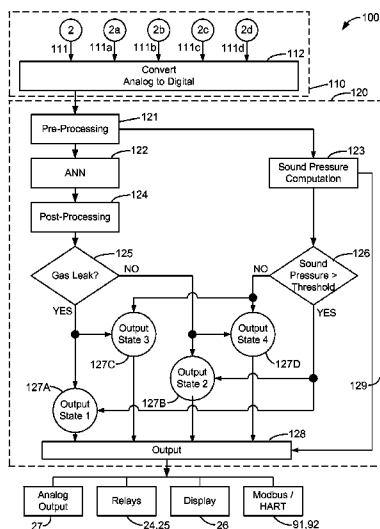 100
2 2a 2b 2c 2d
111 111a 111b 111c 111d
112
Convert
Analog to Digital
110
120
121
Pre-Processing
122
ANN
123
Sound Pressure
Computation
124
Post-Processing
125
Gas Leak?
NO
YES
126
Sound
Pressure >
Threshold
NO
YES
Output
State 3
127C
Output
State 4
127D
127A
Output
State 2
127B
129
Output
State 1
128
Output
Analog
Output
27
Relays
24,25
Display
26
Modbus /
HART
91,92